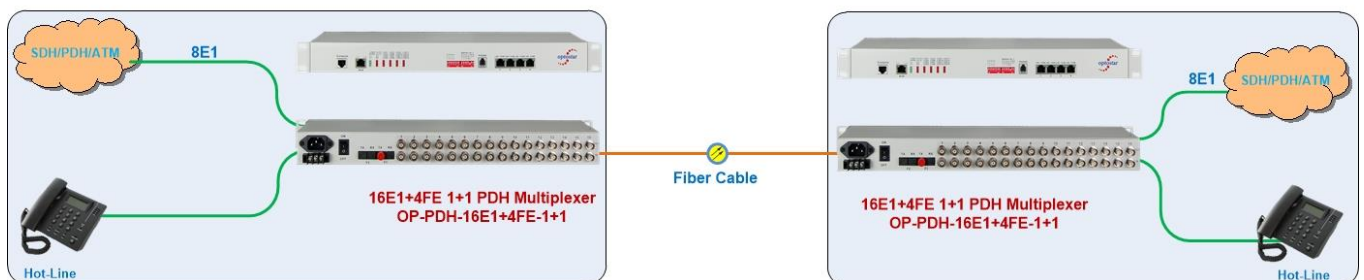 SDH/PDH/ATM
8E1
optostar
16E1+4FE 1+1 PDH Multiplexer
OP-PDH-16E1+4FE-1+1
Hot-Line
Fiber Cable
optostar
8E1
SDH/PDH/ATM
16E1+4FE 1+1 PDH Multiplexer
OP-PDH-16E1+4FE-1+1
Hot-Line